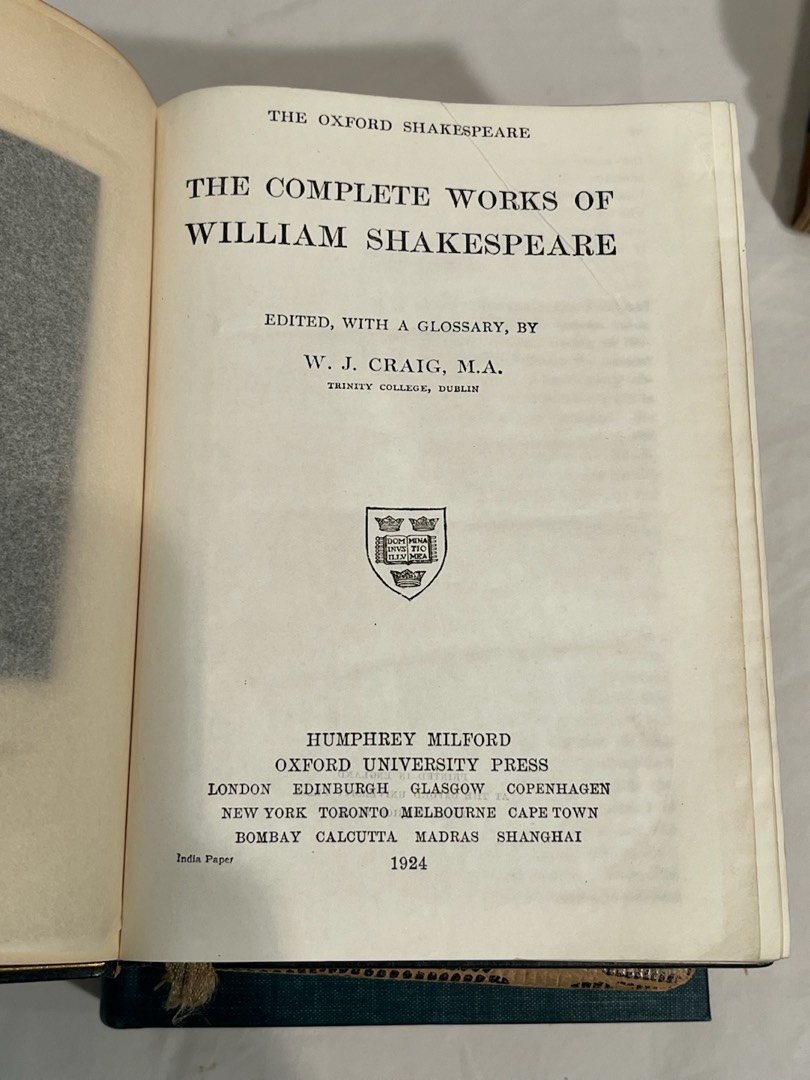 THE OXFORD SHAKESPEARE
THE COMPLETE WORKS OF
WILLIAM SHAKESPEARE
EDITED, WITH A GLOSSARY, BY
W. J. CRAIG, M.A.
TRINITY COLLEGE, DUBLIN
DOM MINA
INVS TIO
ILLV MEA
HUMPHREY MILFORD
OXFORD UNIVERSITY PRESS
LONDON EDINBURGH GLASGOW COPENHAGEN
NEW YORK TORONTO MELBOURNE CAPE TOWN
BOMBAY CALCUTTA MADRAS SHANGHAI
India Paper
1924